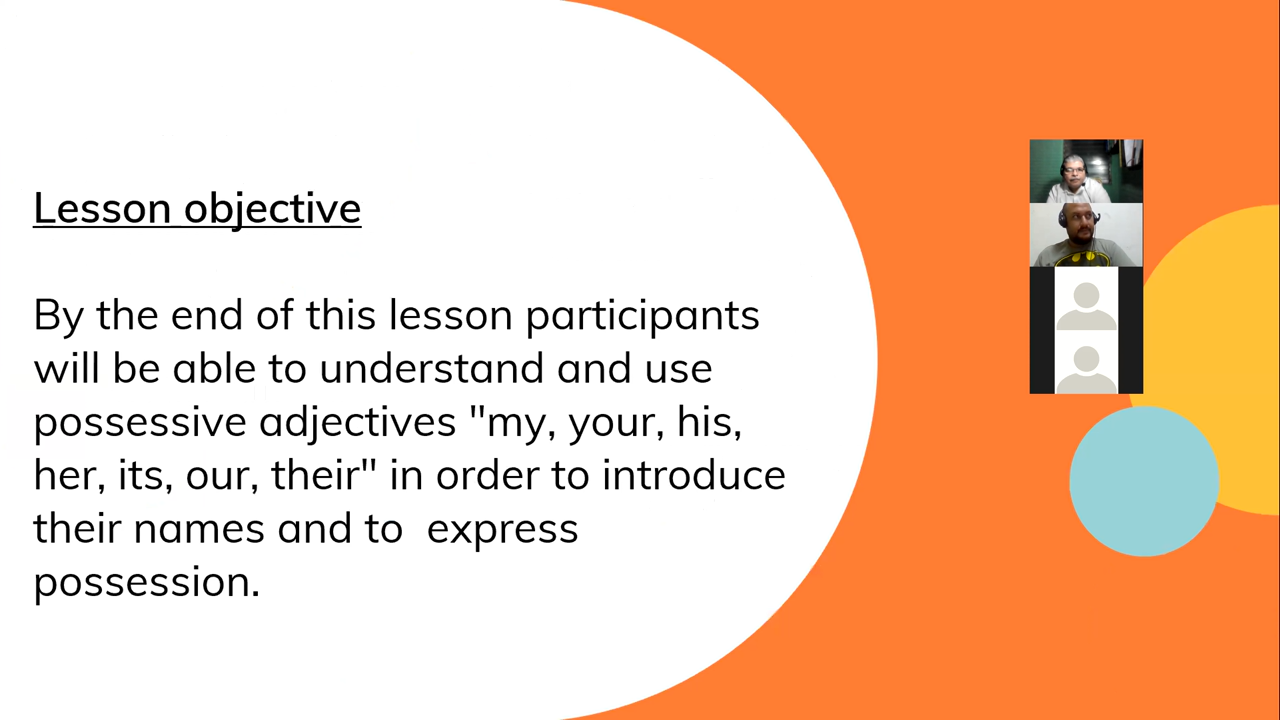 Lesson objective
By the end of this lesson participants
will be able to understand and use
possessive adjectives "my, your, his,
her, its, our, their" in order to introduce
their names and to  express
possession.